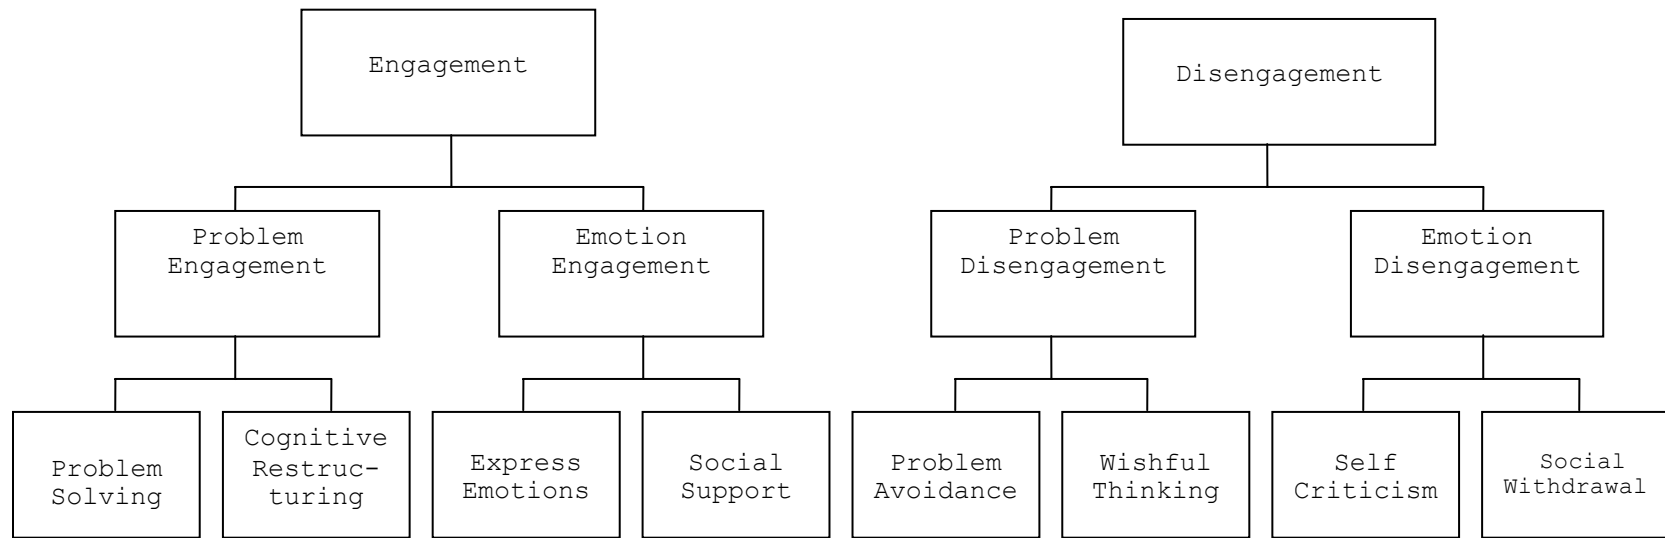 Engagement
Disengagement
Problem
Engagement
Emotion
Engagement
Problem
Disengagement
Emotion
Disengagement
Problem
Solving
Cognitive
Restruc-
turing
Express
Emotions
Social
Support
Problem
Avoidance
Wishful
Thinking
Self
Criticism
Social
Withdrawal